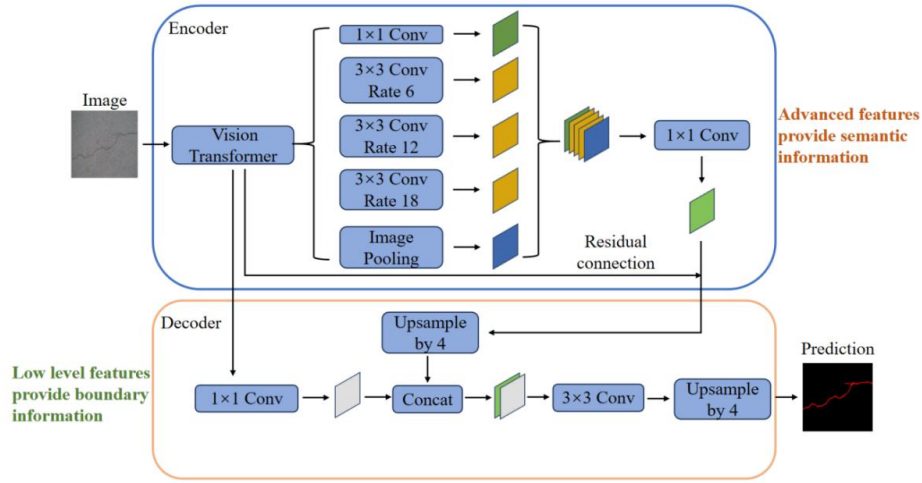 Encoder
Image
Vision
Transformer
1×1 Conv
3×3 Conv
Rate 6
3×3 Conv
Rate 12
3×3 Conv
Rate 18
Image
Pooling
1×1 Conv
Advanced features
provide semantic
information
Residual
connection
Decoder
Upsample
by 4
Low level features
provide boundary
information
1×1 Conv
Concat
3×3 Conv
Upsample
by 4
Prediction